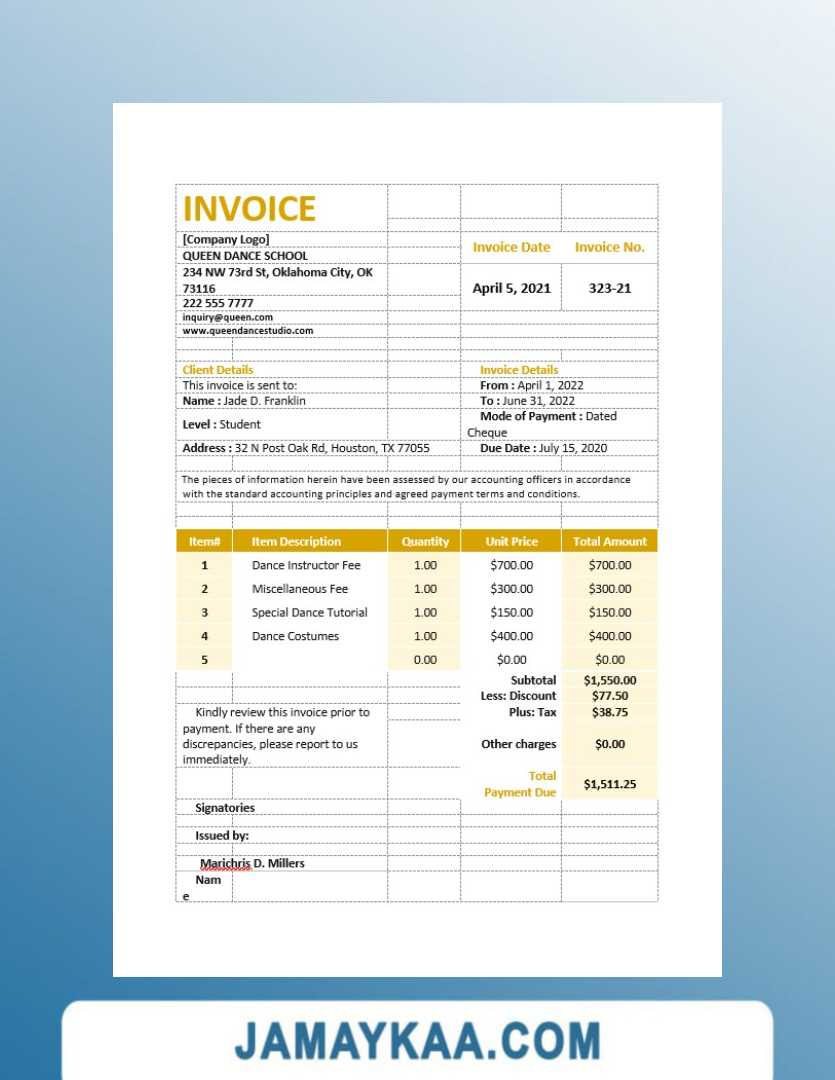 INVOICE
[Company Logo]
QUEEN DANCE SCHOOL
Invoice Date Invoice No.
234 NW 73rd St, Oklahoma City, OK
73116
April 5, 2021 323-21
222 555 7777
inquiry@queen.com
www.queendancestudio.com
Client Details Invoice Details
This invoice is sent to: From : April 1, 2022
Name : Jade D. Franklin To : June 31, 2022
Level : Student Mode of Payment : Dated
Cheque
Address : 32 N Post Oak Rd, Houston, TX 77055 Due Date : July 15, 2020
The pieces of information herein have been assessed by our accounting officers in accordance
with the standard accounting principles and agreed payment terms and conditions.
Item# Item Description Quantity Unit Price Total Amount
1 Dance Instructor Fee 1.00 $700.00 $700.00
2 Miscellaneous Fee 1.00 $300.00 $300.00
3 Special Dance Tutorial 1.00 $150.00 $150.00
4 Dance Costumes 1.00 $400.00 $400.00
5 0.00 $0.00 $0.00
Subtotal $1,550.00
Less: Discount $77.50
Plus: Tax $38.75
Kindly review this invoice prior to
payment. If there are any
discrepancies, please report to us
immediately.
Other charges $0.00
Total
Payment Due $1,511.25
Signatories
Issued by:
Marichris D. Millers
Nam
e
JAMAYKAA.COM